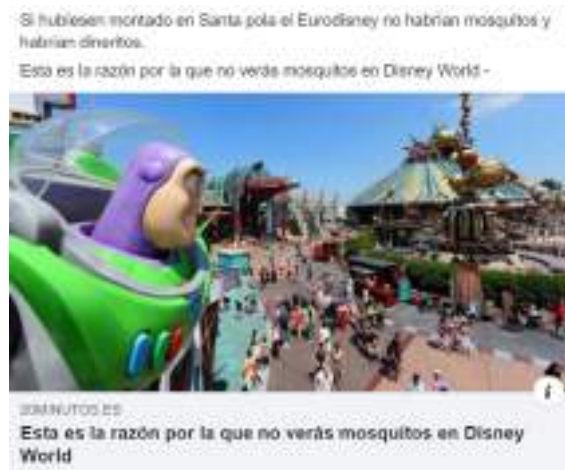 Si hubiesen montado en Santa pola el Eurodisney no habrian mosquitos y
habrian dineritos.
Esta es la razón por la que no verás mosquitos en Disney World -
20MINUTOS.ES
Esta es la razón por la que no verás mosquitos en Disney
World